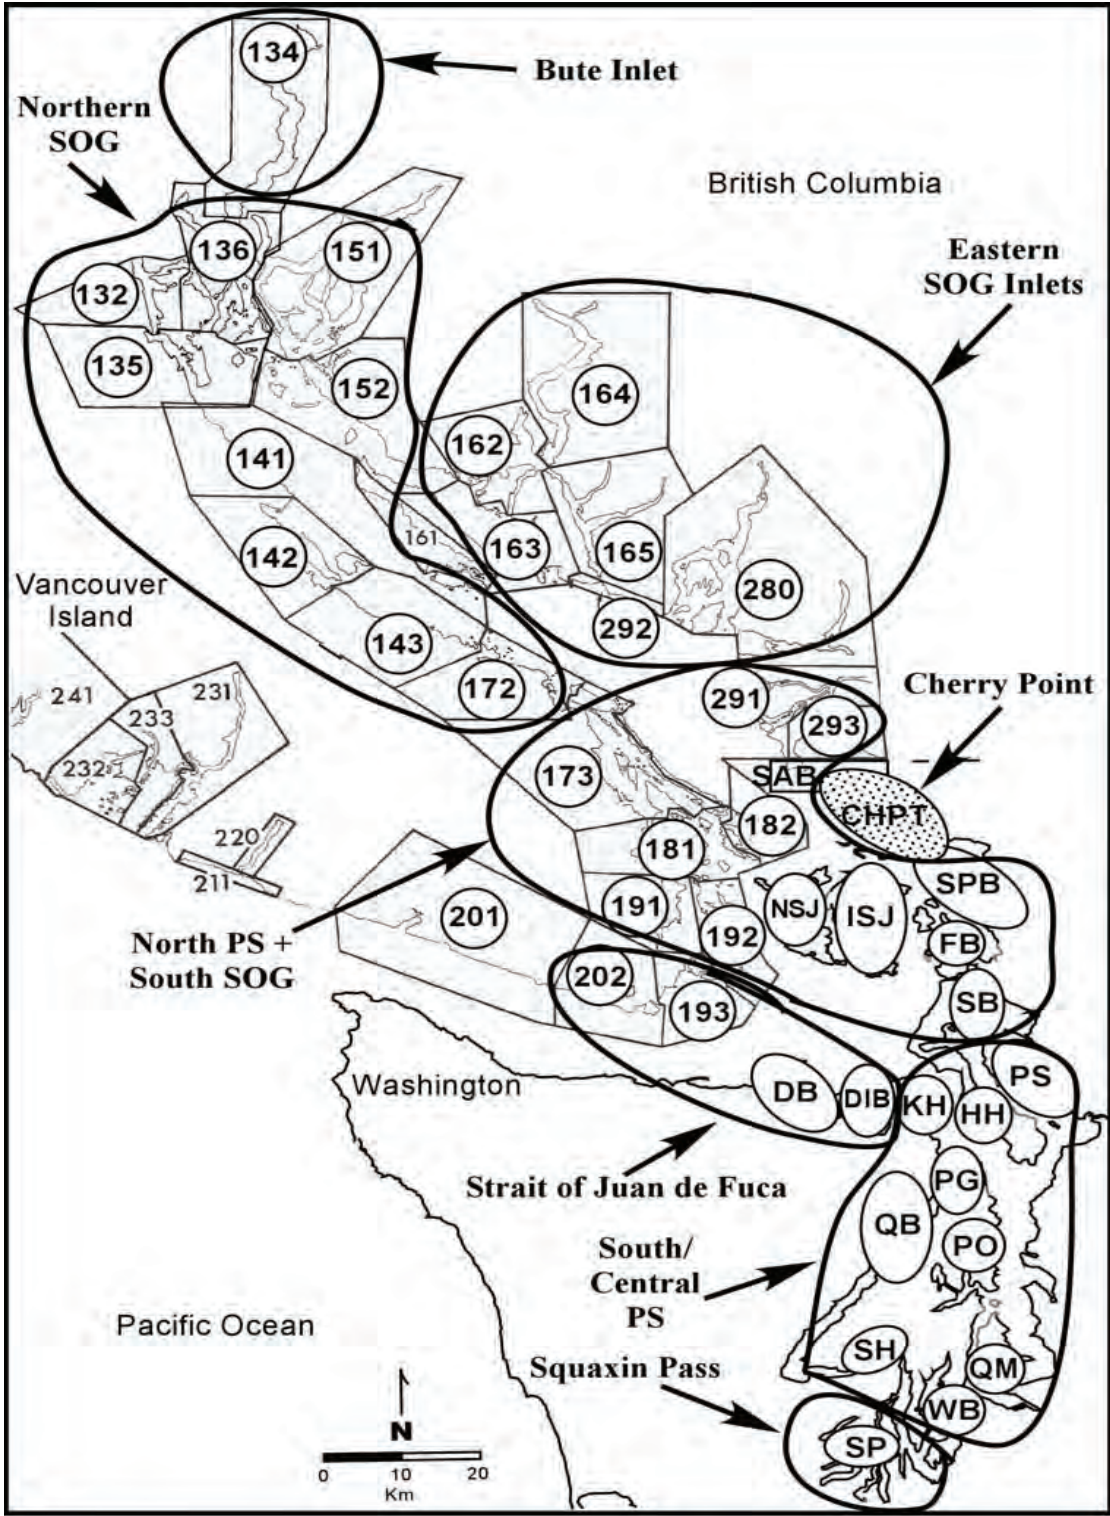 134
Bute Inlet
Northern
SOG
British Columbia
136
151
Eastern
SOG Inlets
132
135
152
164
162
141
161
163
165
142
280
Vancouver
Island
292
143
172
241
231
291
Cherry Point
233
293
232
173
SAB
CHPT
220
182
181
211
SPB
201
191
NSJ
ISJ
192
FB
North PS +
South SOG
202
SB
193
Washington
DB
DIB
KH
HH
PS
Strait of Juan de Fuca
PG
QB
PO
South/
Central
PS
Pacific Ocean
SH
QM
Squaxin Pass
WB
N
SP
0 10 20
Km